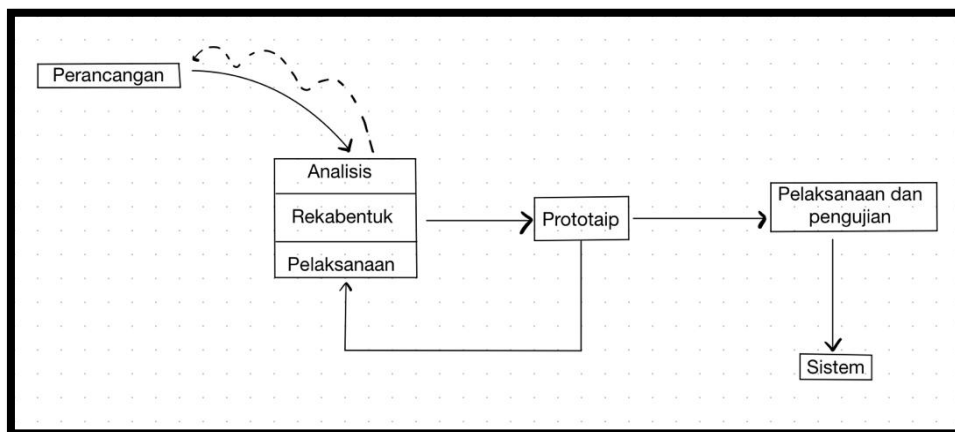 Perancangan
Analisis
Rekabentuk
Pelaksanaan
Prototaip
Pelaksanaan dan
pengujian
Sistem